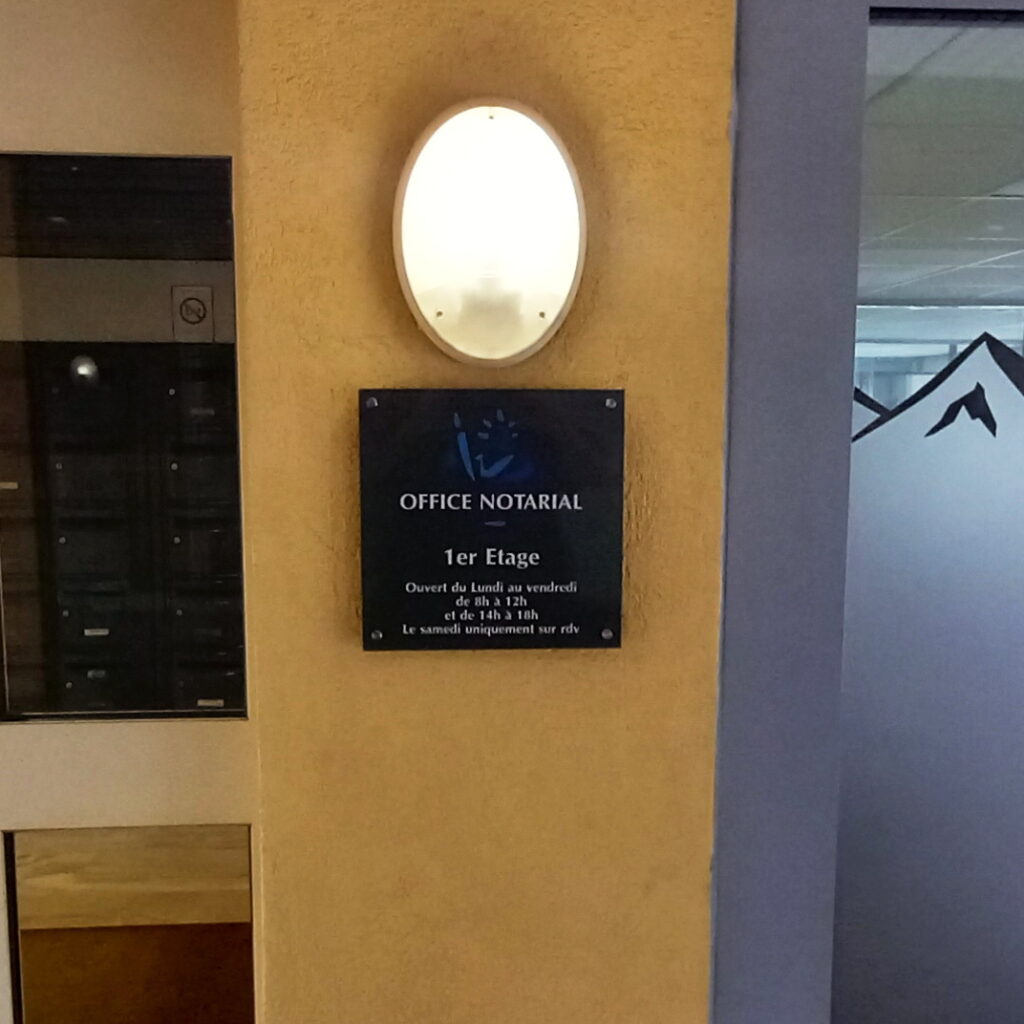 OFFICE NOTARIAL
1er Etage
Ouvert du Lundi au vendredi
de 8h à 12h
et de 14h à 18h
Le samedi uniquement sur rdv